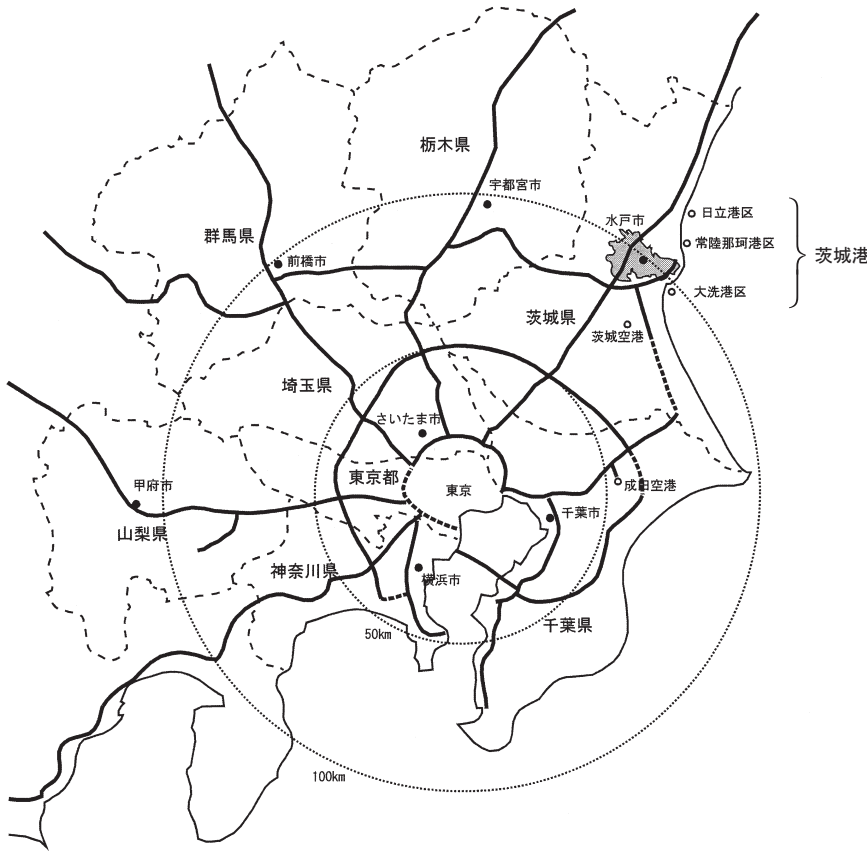 栃木県
宇都宮市
水戸市
日立港区
群馬県
常陸那珂港区
茨城港
前橋市
大洗港区
茨城県
茨城空港
埼玉県
さいたま市
東京都
東京
成田空港
甲府市
千葉市
山梨県
神奈川県
横浜市
千葉県
50km
100km